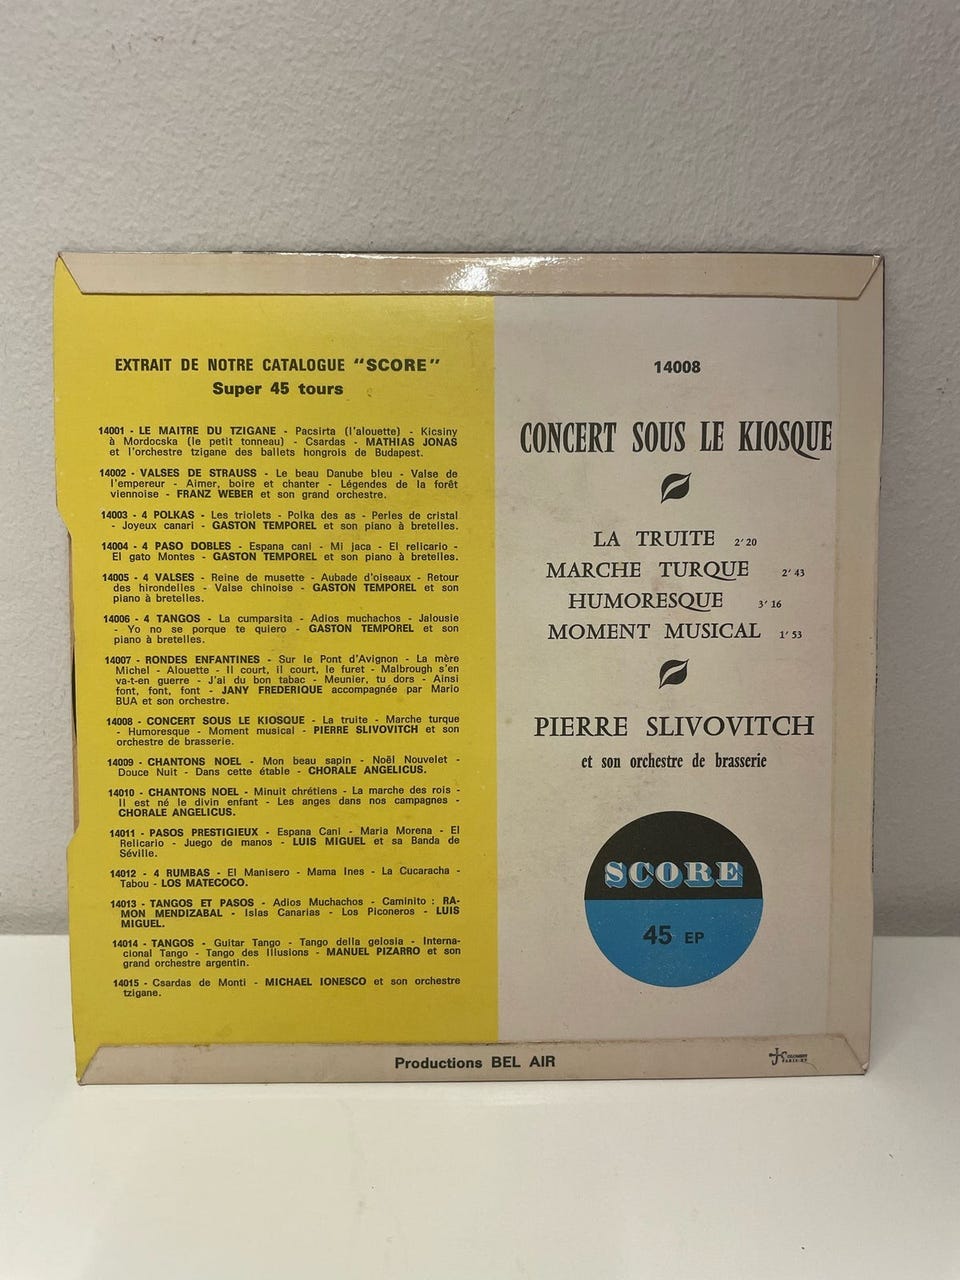 EXTRAIT DE NOTRE CATALOGUE "SCORE"
Super 45 tours
14001 - LE MAITRE DU TZIGANE - Pacsirta (l'alouette) - Kicsiny
à Mordocska (le petit tonneau) - Csardas - MATHIAS JONAS
et l'orchestre tzigane des ballets hongrois de Budapest.
14002 - VALSES DE STRAUSS - Le beau Danube bleu - Valse de
l'empereur - Aimer, boire et chanter - Légendes de la forêt
viennoise - FRANZ WEBER et son grand orchestre.
14003 - 4 POLKAS - Les triolets - Polka des as - Perles de cristal
- Joyeux canari - GASTON TEMPOREL et son piano à bretelles.
14004 - 4 PASO DOBLES - Espana cani - Mi jaca - El relicario -
El gato Montes - GASTON TEMPOREL et son piano à bretelles.
14005 - 4 VALSES - Reine de musette - Aubade d'oiseaux - Retour
des hirondelles - Valse chinoise - GASTON TEMPOREL et son
piano à bretelles.
14006 - 4 TANGOS - La cumparsita - Adios muchachos - Jalousie
- Yo no se porque te quiero - GASTON TEMPOREL et son
piano à bretelles.
14007 - RONDES ENFANTINES - Sur le Pont d'Avignon - La mère
Michel - Alouette - Il court, il court, le furet - Malbrough s'en
va-t-en guerre - J'ai du bon tabac - Meunier, tu dors - Ainsi
font, font, font - JANY FREDERIQUE accompagnée par Mario
BUA et son orchestre.
14008 - CONCERT SOUS LE KIOSQUE - La truite - Marche turque
- Humoresque - Moment musical - PIERRE SLIVOVITCH et son
orchestre de brasserie.
14009 - CHANTONS NOEL - Mon beau sapin - Noël Nouvelet -
Douce Nuit - Dans cette étable - CHORALE ANGELICUS.
14010 - CHANTONS NOEL - Minuit chrétiens - La marche des rois -
Il est né le divin enfant - Les anges dans nos campagnes -
CHORALE ANGELICUS.
14011 - PASOS PRESTIGIEUX - Espana Cani - Maria Morena - El
Relicario - Juego de manos - LUIS MIGUEL et sa Banda de
Séville.
14012 - 4 RUMBAS - El Manisero - Mama Ines - La Cucaracha -
Tabou - LOS MATECOCO.
14013 - TANGOS ET PASOS - Adios Muchachos - Caminito : RA-
MON MENDIZABAL - Islas Canarias - Los Piconeros - LUIS
MIGUEL.
14014 - TANGOS - Guitar Tango - Tango della gelosia - Interna-
cional Tango - Tango des Illusions - MANUEL PIZARRO et son
grand orchestre argentin.
14015 - Csardas de Monti - MICHAEL IONESCO et son orchestre
tzigane.
14008
CONCERT SOUS LE KIOSQUE
LA TRUITE 2' 20
MARCHE TURQUE 2' 43
HUMORESQUE 3' 16
MOMENT MUSICAL 1' 53
PIERRE SLIVOVITCH
et son orchestre de brasserie
SCORE
45 EP
Productions BEL AIR